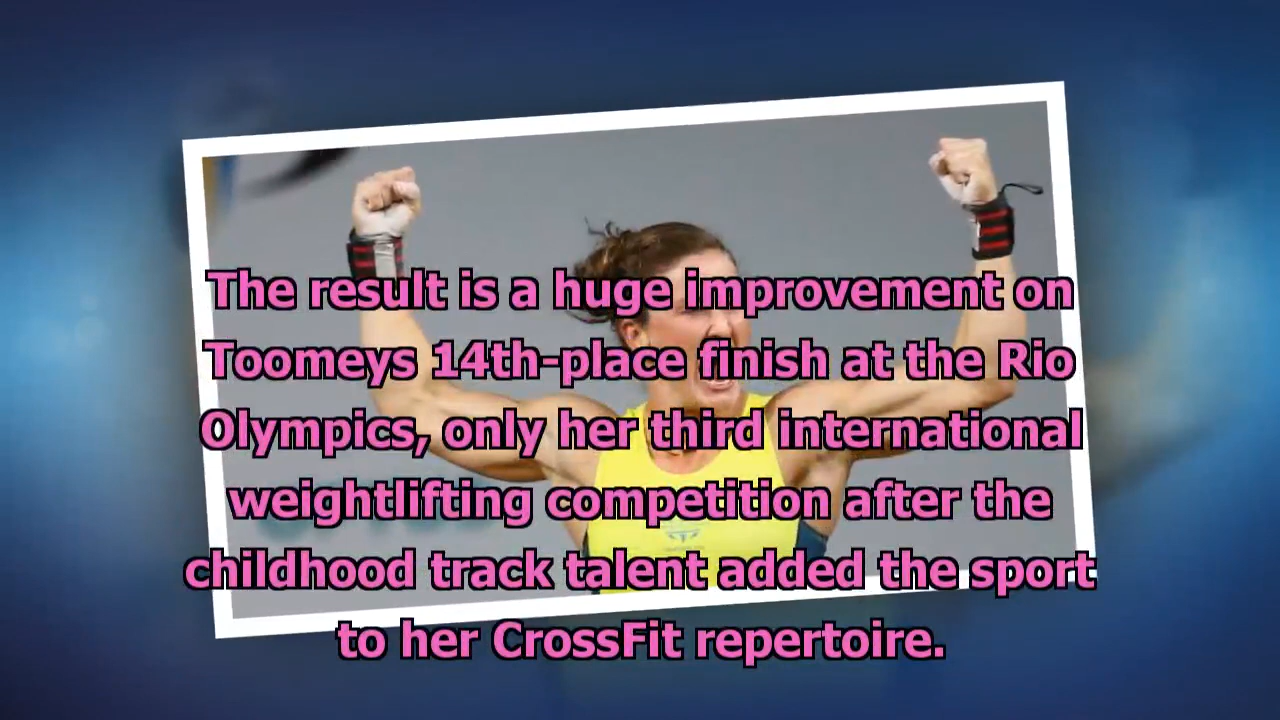 The result is a huge improvement on
Toomeys 14th-place finish at the Rio
Olympics, only her third international
weightlifting competition after the
childhood track talent added the sport
to her CrossFit repertoire.